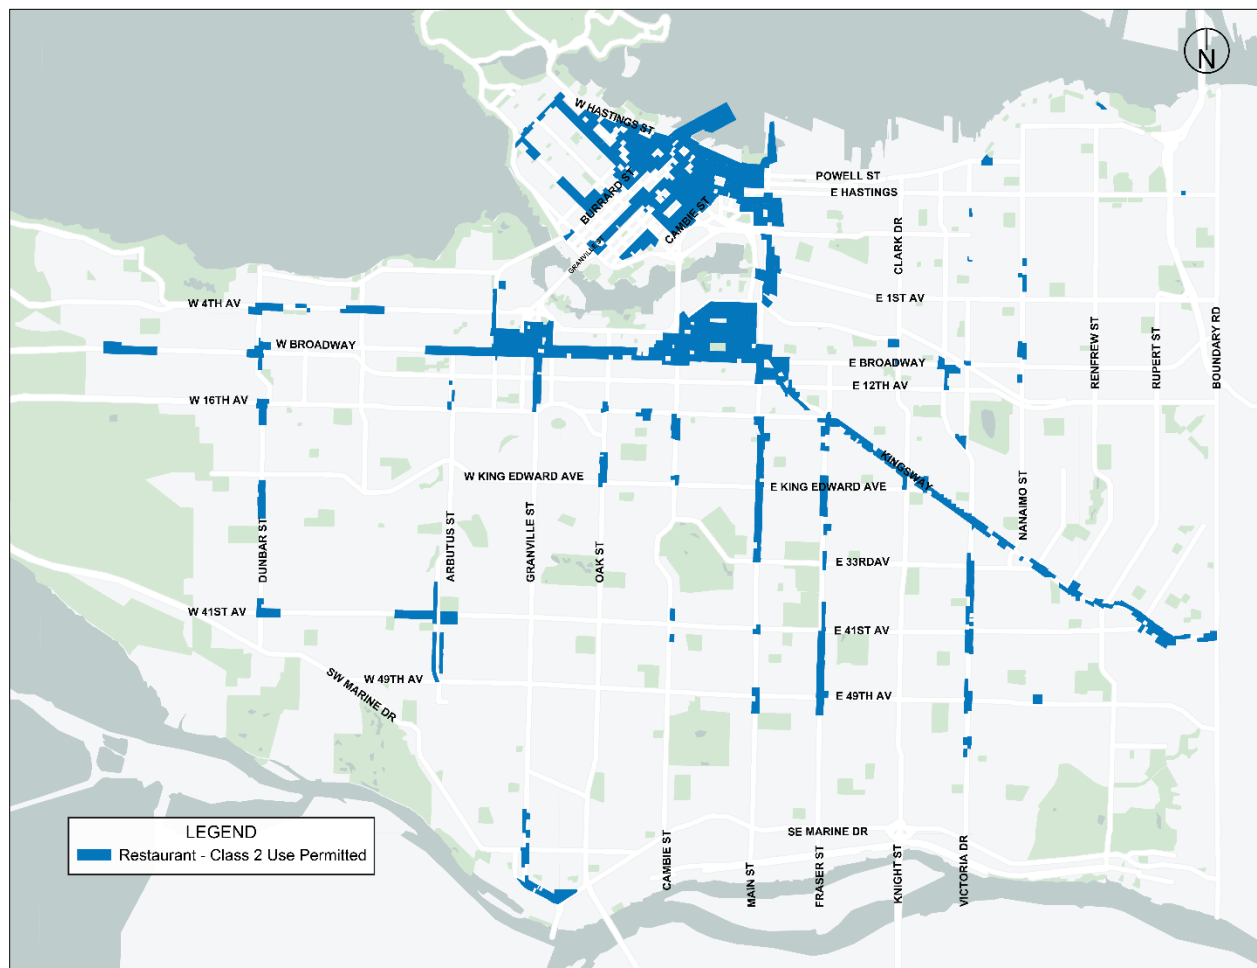 N
W HASTINGS ST
POWELL ST
E HASTINGS
BURRARD ST
CAMBIE ST
GRANVILLE ST
CLARK DR
W 4TH AV
E 1ST AV
W BROADWAY
E BROADWAY
E 12TH AV
RENFREW ST
RUPERT ST
BOUNDARY RD
W 16TH AV
KINGSWAY
W KING EDWARD AVE
E KING EDWARD AVE
NANAIMO ST
DUNBAR ST
ARBUTUS ST
GRANVILLE ST
OAK ST
E 33RDAV
W 41ST AV
E 41ST AV
W 49TH AV
E 49TH AV
SW MARINE DR
LEGEND
Restaurant - Class 2 Use Permitted
SE MARINE DR
CAMBIE ST
MAIN ST
FRASER ST
KNIGHT ST
VICTORIA DR